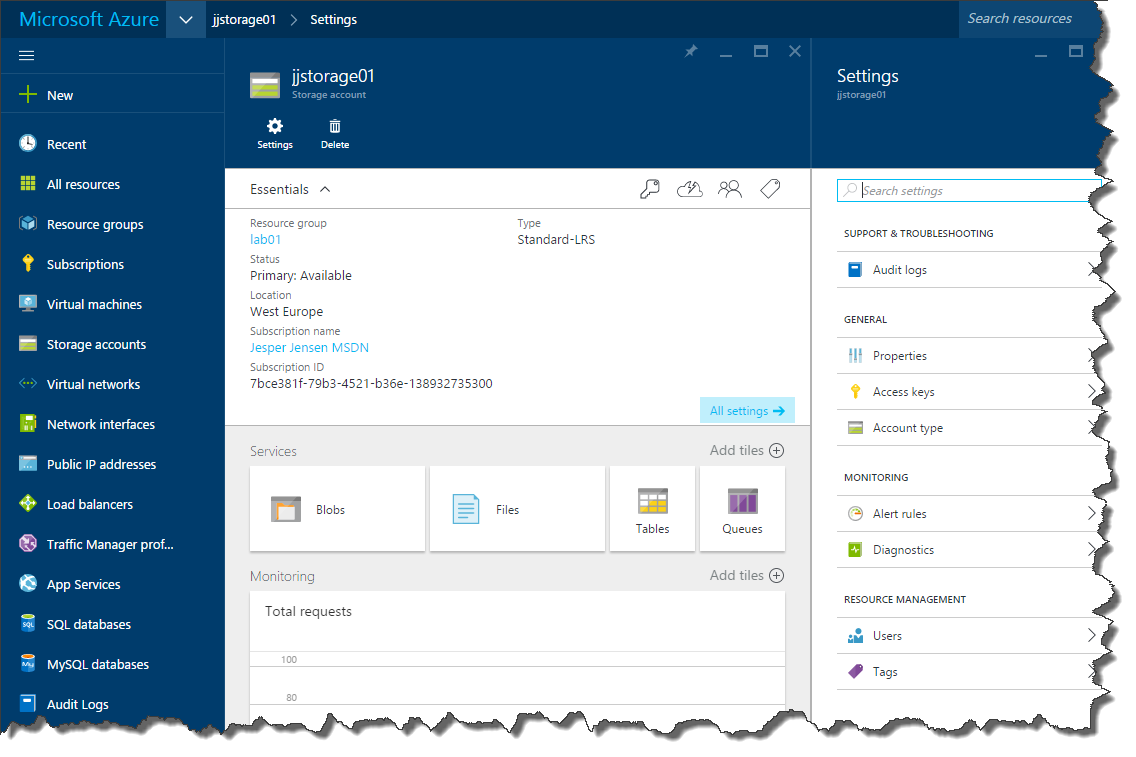 Microsoft Azure
jjstorage01 > Settings
Search resources
New
Recent
All resources
Resource groups
Subscriptions
Virtual machines
Storage accounts
Virtual networks
Network interfaces
Public IP addresses
Load balancers
Traffic Manager prof...
App Services
SQL databases
MySQL databases
Audit Logs
jjstorage01
Storage account
Settings
Delete
Essentials
Resource group
lab01
Type
Standard-LRS
Status
Primary: Available
Location
West Europe
Subscription name
Jesper Jensen MSDN
Subscription ID
7bce381f-79b3-4521-b36e-138932735300
All settings
Services
Add tiles
Blobs
Files
Tables
Queues
Monitoring
Add tiles
Total requests
100
80
Settings
jjstorage01
Search settings
SUPPORT & TROUBLESHOOTING
Audit logs
GENERAL
Properties
Access keys
Account type
MONITORING
Alert rules
Diagnostics
RESOURCE MANAGEMENT
Users
Tags